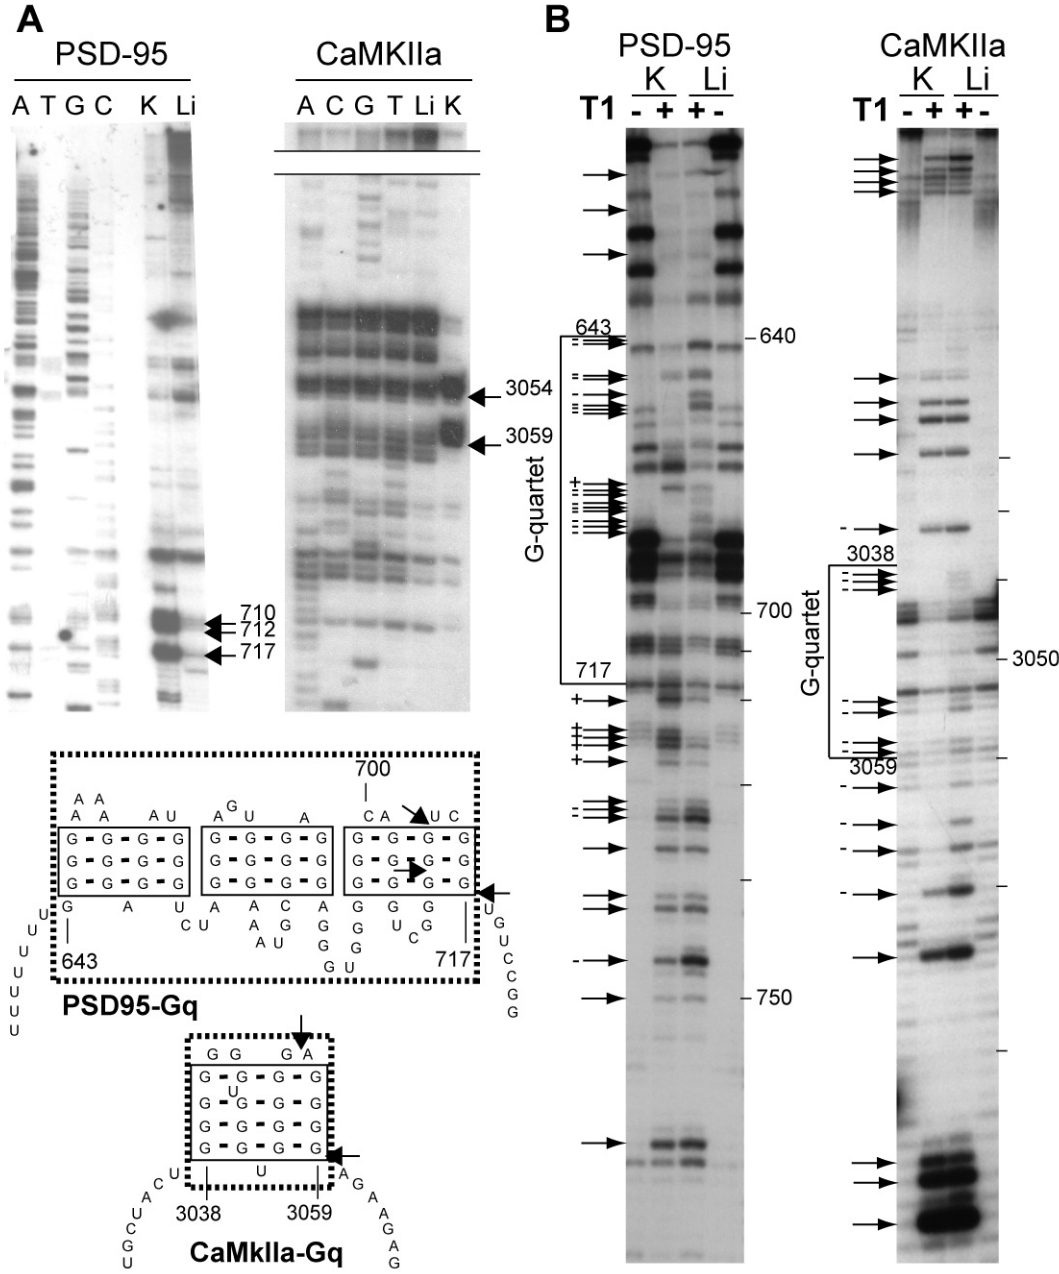 A
PSD-95
CaMKIIa
A T G C K Li
A C G T Li K
3054
3059
710
712
717
B
PSD-95
CaMKIIa
K Li
K Li
T1 - + + -
T1 - + + -
643
G-quartet
717
640
700
750
3038
G-quartet
3059
3050
700
A A
A A A U A G U A C A U C
G - G - G - G G - G - G - G G - G - G - G
G - G - G - G G - G - G - G G - G - G - G
G - G - G - G G - G - G - G G - G - G - G
G A U C U A A A U A C G U A G G G U G G G G G U C G G
U U U U U U U
U G U C C G G
643
717
PSD95-Gq
G G G A
G - G - G - G
U
G - G - G - G
G - G - G - G
G - G - G - G
U
U C A U C G U
A G A A G A G
3038
3059
CaMkIIa-Gq